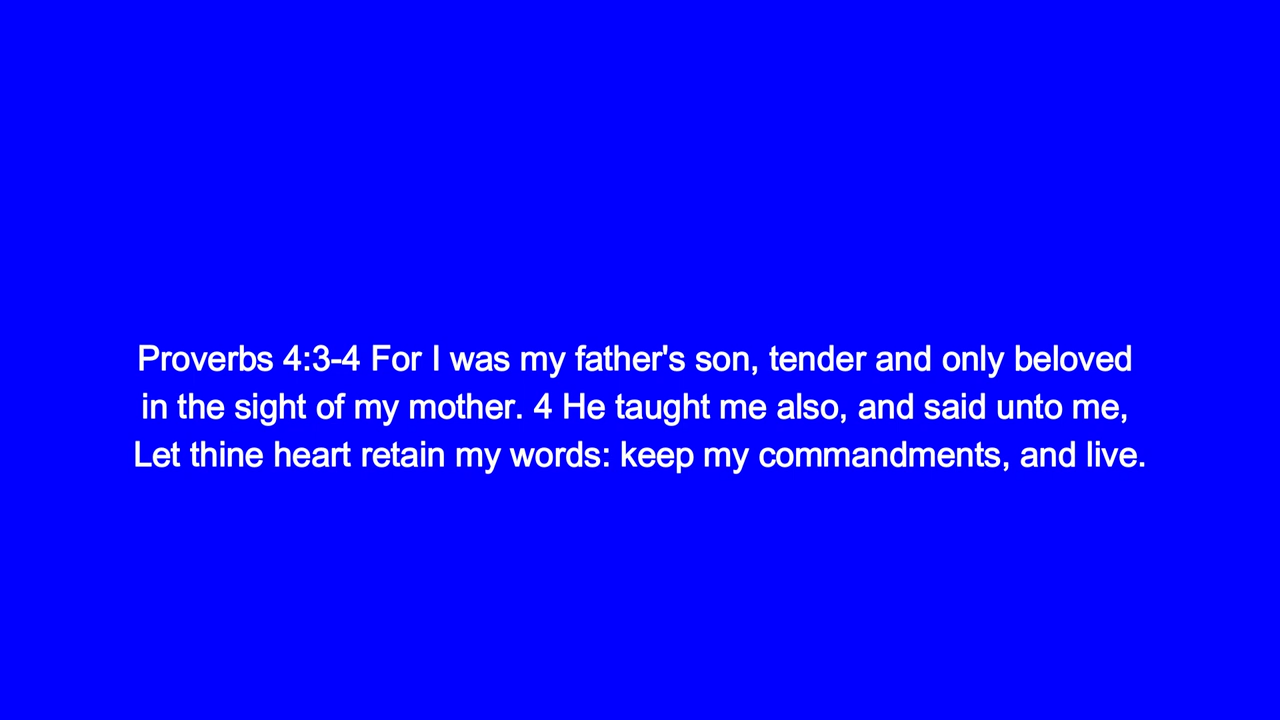 Proverbs 4:3-4 For I was my father's son, tender and only beloved
in the sight of my mother. 4 He taught me also, and said unto me,
Let thine heart retain my words: keep my commandments, and live.